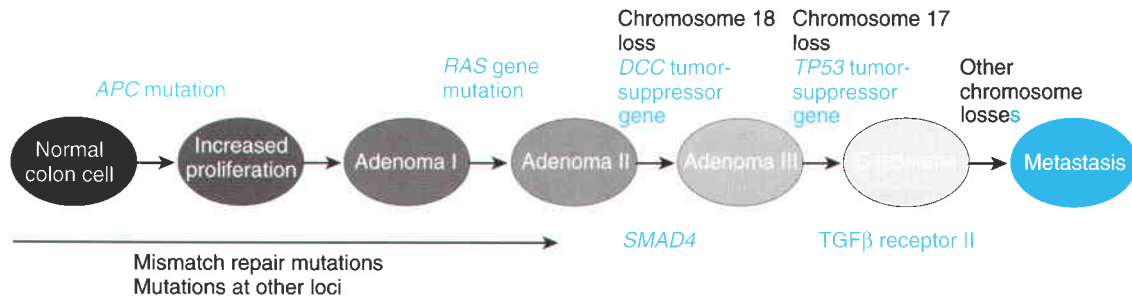 Chromosome 18
loss
DCC tumor-
suppressor
gene
Chromosome 17
loss
TP53 tumor-
suppressor
gene
RAS gene
mutation
APC mutation
Other
chromosome
losses
Normal
colon cell
Increased
proliferation
Adenoma I
Adenoma II
Adenoma III
Carcinoma
Metastasis
SMAD4
TGFβ receptor II
Mismatch repair mutations
Mutations at other loci